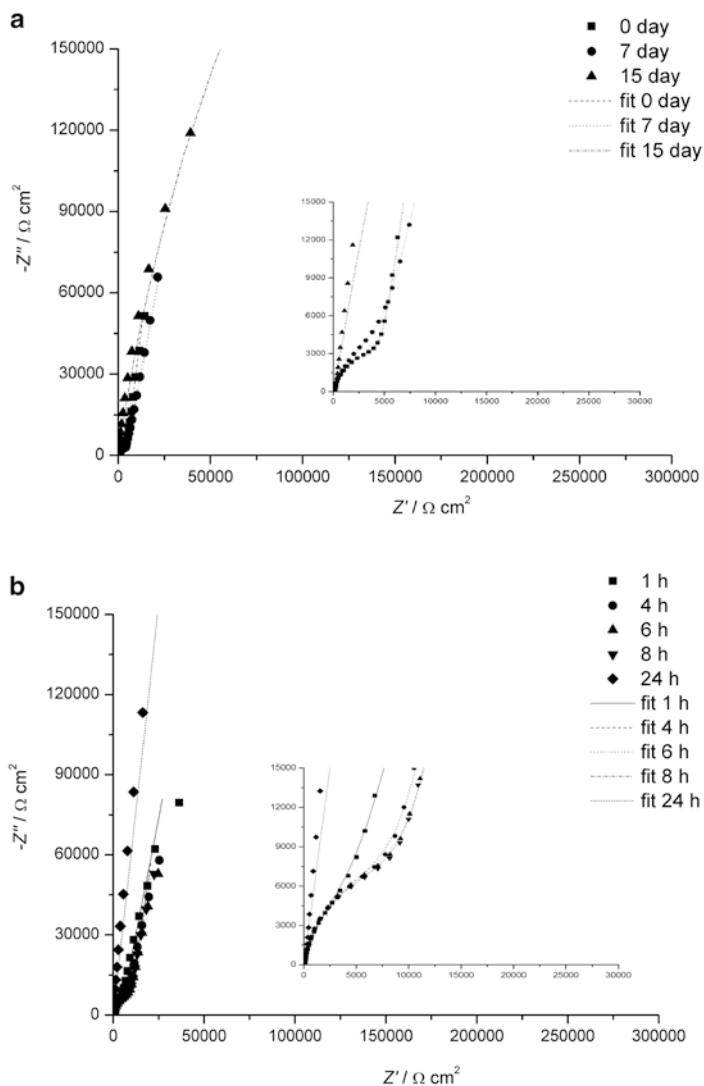 a
0 day
7 day
15 day
fit 0 day
fit 7 day
fit 15 day
150000
120000
90000
60000
30000
0
-Z'' / Ω cm²
15000
12000
9000
6000
3000
0
0 5000 10000 15000 20000 25000 30000
0 50000 100000 150000 200000 250000 300000
Z' / Ω cm²
b
1 h
4 h
6 h
8 h
24 h
fit 1 h
fit 4 h
fit 6 h
fit 8 h
fit 24 h
150000
120000
90000
60000
30000
0
-Z'' / Ω cm²
15000
12000
9000
6000
3000
0
0 5000 10000 15000 20000 25000 30000
0 50000 100000 150000 200000 250000 300000
Z' / Ω cm²